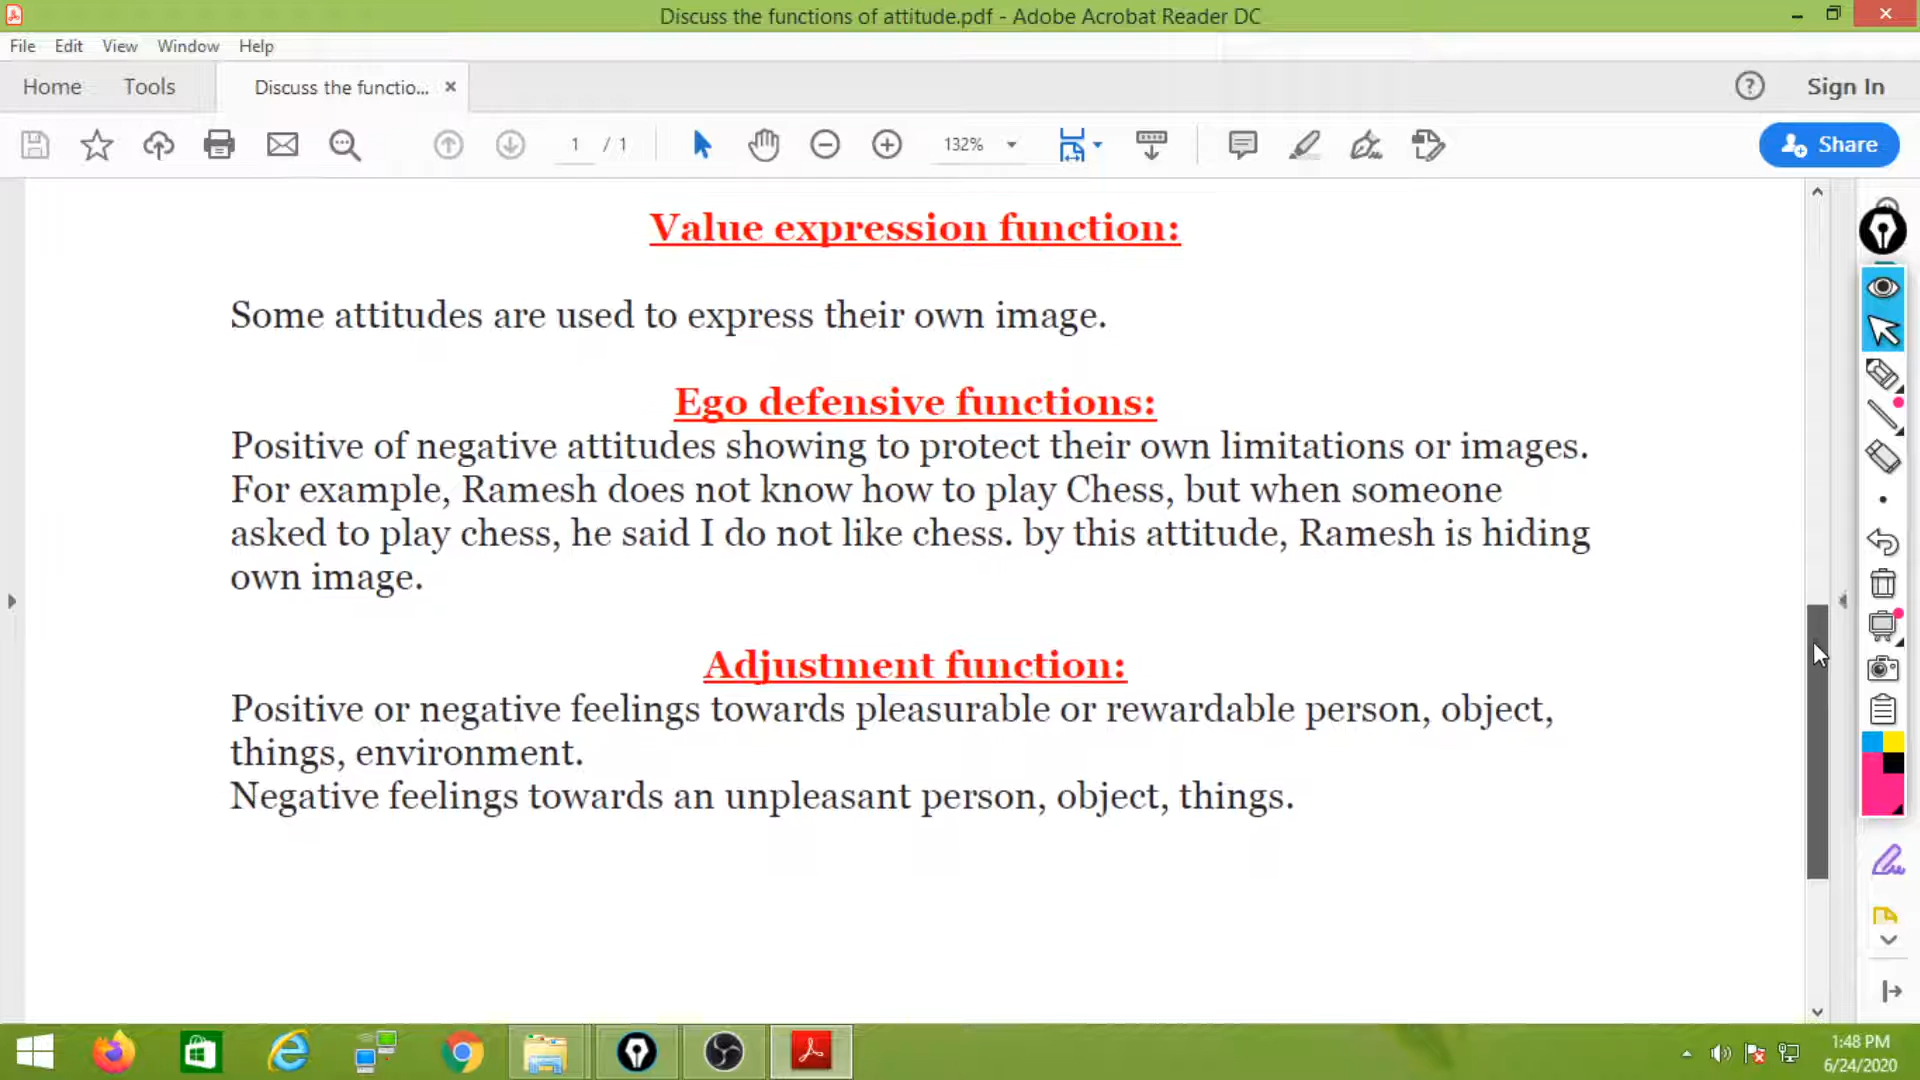 Discuss the functions of attitude.pdf - Adobe Acrobat Reader DC
File Edit View Window Help
Home Tools Discuss the functio... Sign In
1 / 1 132% Share
Value expression function:
Some attitudes are used to express their own image.
Ego defensive functions:
Positive of negative attitudes showing to protect their own limitations or images.
For example, Ramesh does not know how to play Chess, but when someone
asked to play chess, he said I do not like chess. by this attitude, Ramesh is hiding
own image.
Adjustment function:
Positive or negative feelings towards pleasurable or rewardable person, object,
things, environment.
Negative feelings towards an unpleasant person, object, things.
1:48 PM
6/24/2020